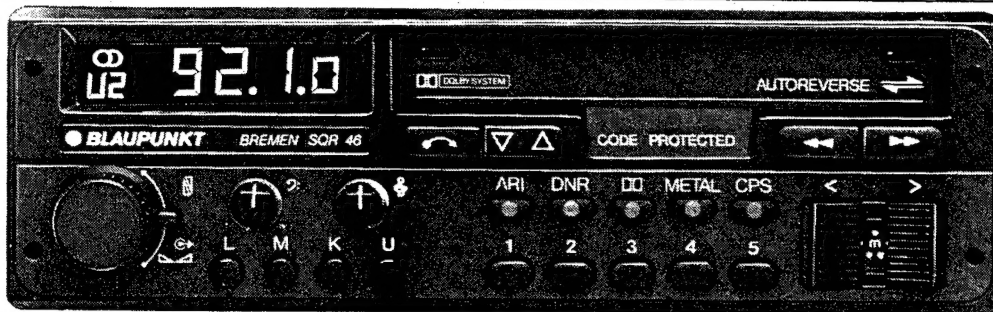 U2 92.1.0
DOLBY SYSTEM
AUTOREVERSE
BLAUPUNKT BREMEN SQR 46
CODE PROTECTED
ARI DNR METAL CPS
< >
L M K U
1 2 3 4 5
m